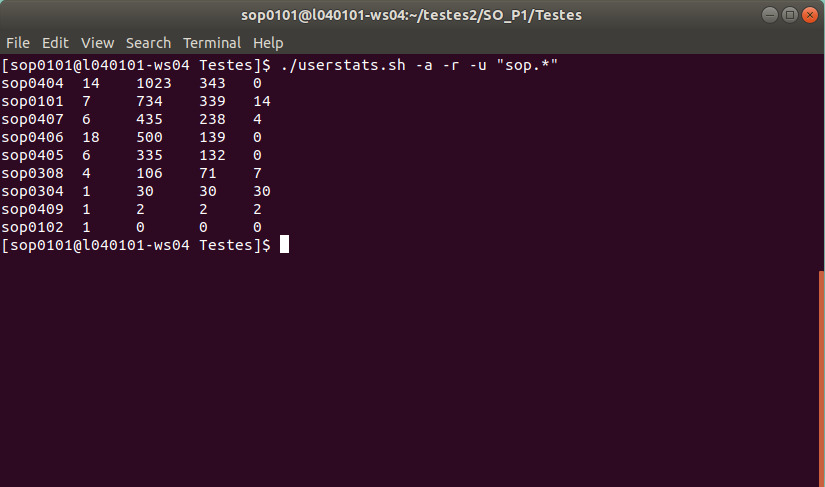 sop0101@l040101-ws04:~/testes2/SO_P1/Testes
File Edit View Search Terminal Help
[sop0101@l040101-ws04 Testes]$ ./userstats.sh -a -r -u "sop.*"
sop0404 14 1023 343 0
sop0101 7 734 339 14
sop0407 6 435 238 4
sop0406 18 500 139 0
sop0405 6 335 132 0
sop0308 4 106 71 7
sop0304 1 30 30 30
sop0409 1 2 2 2
sop0102 1 0 0 0
[sop0101@l040101-ws04 Testes]$